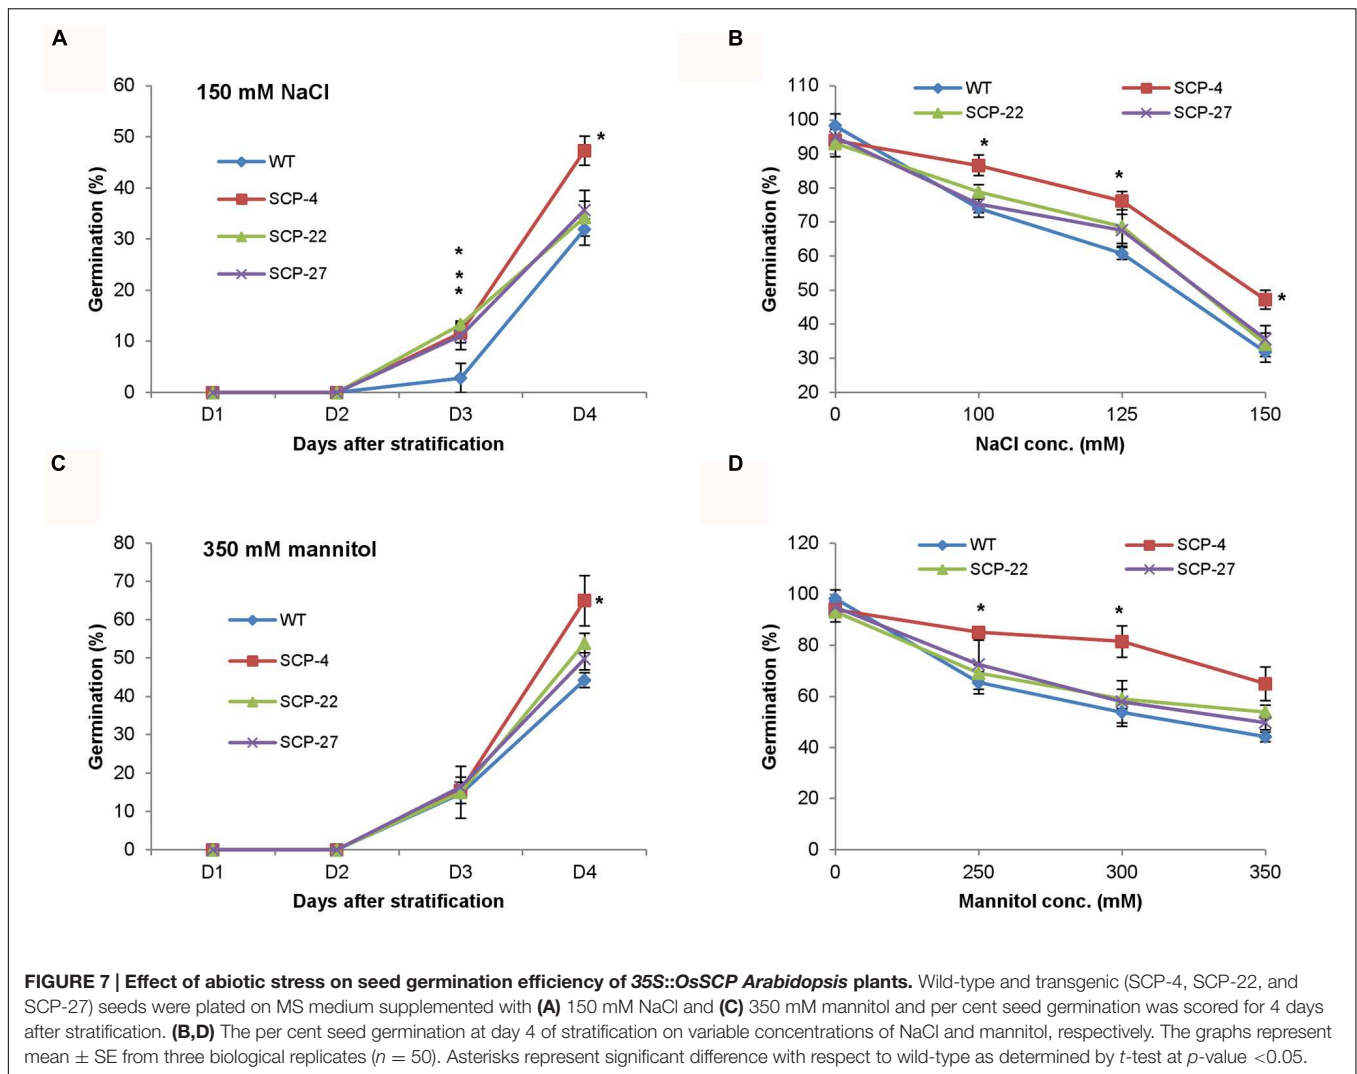 A
150 mM NaCl
60
50
40
30
20
10
0
Germination (%)
WT
SCP-4
SCP-22
SCP-27
*
*
*
*
D1 D2 D3 D4
Days after stratification
B
110
100
90
80
70
60
50
40
30
20
Germination (%)
WT SCP-4
SCP-22 SCP-27
*
*
*
0 100 125 150
NaCl conc. (mM)
C
350 mM mannitol
80
70
60
50
40
30
20
10
0
Germination (%)
WT
SCP-4
SCP-22
SCP-27
*
D1 D2 D3 D4
Days after stratification
D
120
100
80
60
40
20
0
Germination (%)
WT SCP-4
SCP-22 SCP-27
* *
0 250 300 350
Mannitol conc. (mM)
FIGURE 7 | Effect of abiotic stress on seed germination efficiency of 35S::OsSCP Arabidopsis plants. Wild-type and transgenic (SCP-4, SCP-22, and
SCP-27) seeds were plated on MS medium supplemented with (A) 150 mM NaCl and (C) 350 mM mannitol and per cent seed germination was scored for 4 days
after stratification. (B,D) The per cent seed germination at day 4 of stratification on variable concentrations of NaCl and mannitol, respectively. The graphs represent
mean ± SE from three biological replicates (n = 50). Asterisks represent significant difference with respect to wild-type as determined by t-test at p-value <0.05.